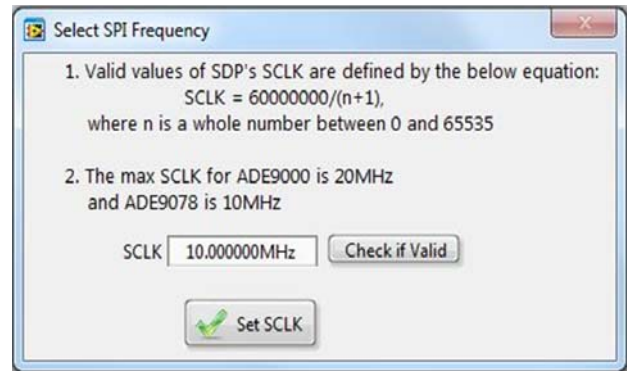 Select SPI Frequency
1. Valid values of SDP's SCLK are defined by the below equation:
SCLK = 60000000/(n+1),
where n is a whole number between 0 and 65535
2. The max SCLK for ADE9000 is 20MHz
and ADE9078 is 10MHz
SCLK 10.000000MHz Check if Valid
Set SCLK